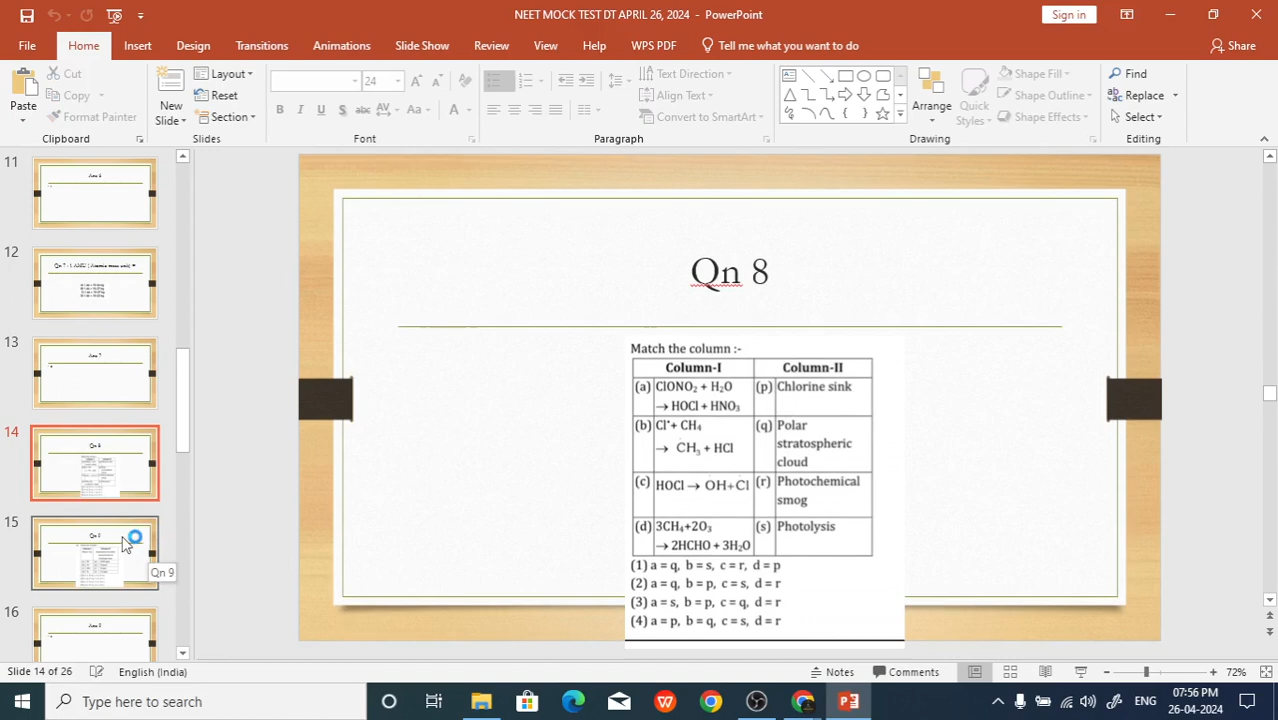 NEET MOCK TEST DT APRIL 26, 2024 - PowerPoint
Sign in
File Home Insert Design Transitions Animations Slide Show Review View Help WPS PDF Tell me what you want to do Share
Paste
Cut
Copy
Format Painter
Clipboard
New Slide
Layout
Reset
Section
Slides
24
B I U S abc AV Aa A
Font
Text Direction
Align Text
Convert to SmartArt
Paragraph
Arrange
Quick Styles
Shape Fill
Shape Outline
Shape Effects
Drawing
Find
Replace
Select
Editing
11
12
13
14
15
16
Qn 9
Qn 8
Match the column :-
Column-I Column-II
(a) ClONO₂ + H₂O (p) Chlorine sink
→ HOCl + HNO₃
(b) Cl• + CH₄ (q) Polar
stratospheric
→ CH₃ + HCl
cloud
(c) HOCl → OH+Cl (r) Photochemical
smog
(d) 3CH₄+2O₃ (s) Photolysis
→ 2HCHO + 3H₂O
(1) a = q, b = s, c = r, d = p
(2) a = q, b = p, c = s, d = r
(3) a = s, b = p, c = q, d = r
(4) a = p, b = q, c = s, d = r
Slide 14 of 26 English (India) Notes Comments 72%
Type here to search
ENG
07:56 PM
26-04-2024